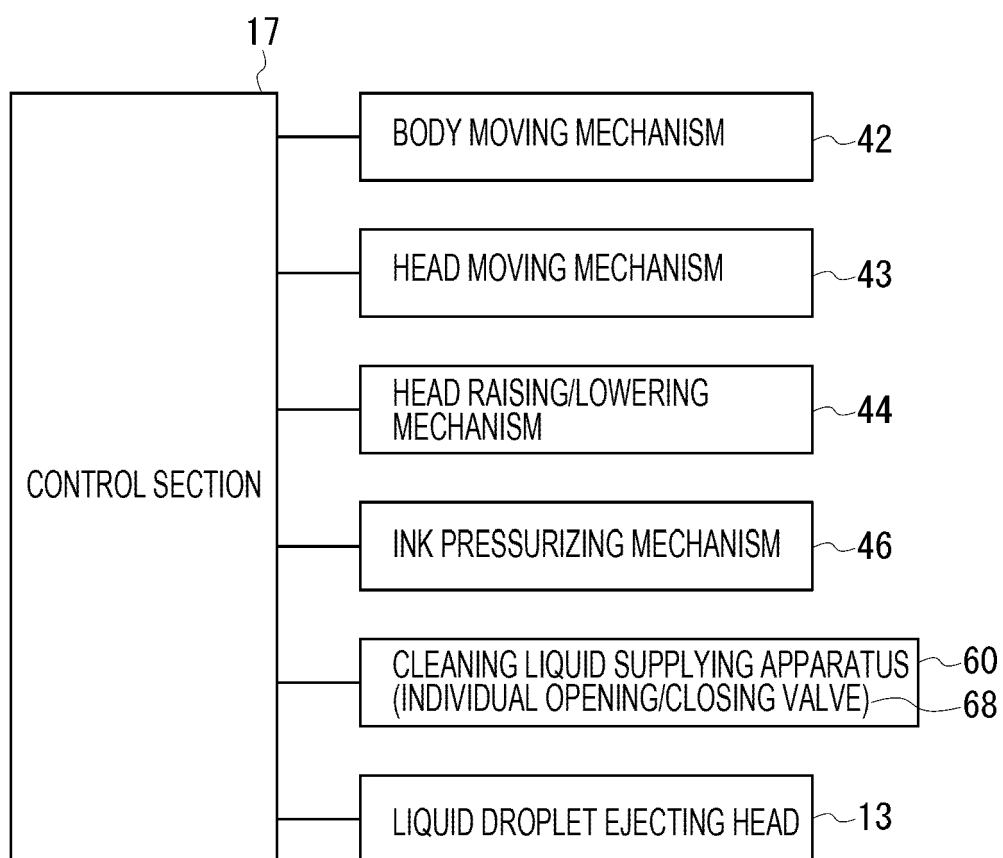 17
BODY MOVING MECHANISM
42
HEAD MOVING MECHANISM
43
HEAD RAISING/LOWERING
MECHANISM
44
CONTROL SECTION
INK PRESSURIZING MECHANISM
46
CLEANING LIQUID SUPPLYING APPARATUS
60
(INDIVIDUAL OPENING/CLOSING VALVE)
68
LIQUID DROPLET EJECTING HEAD
13